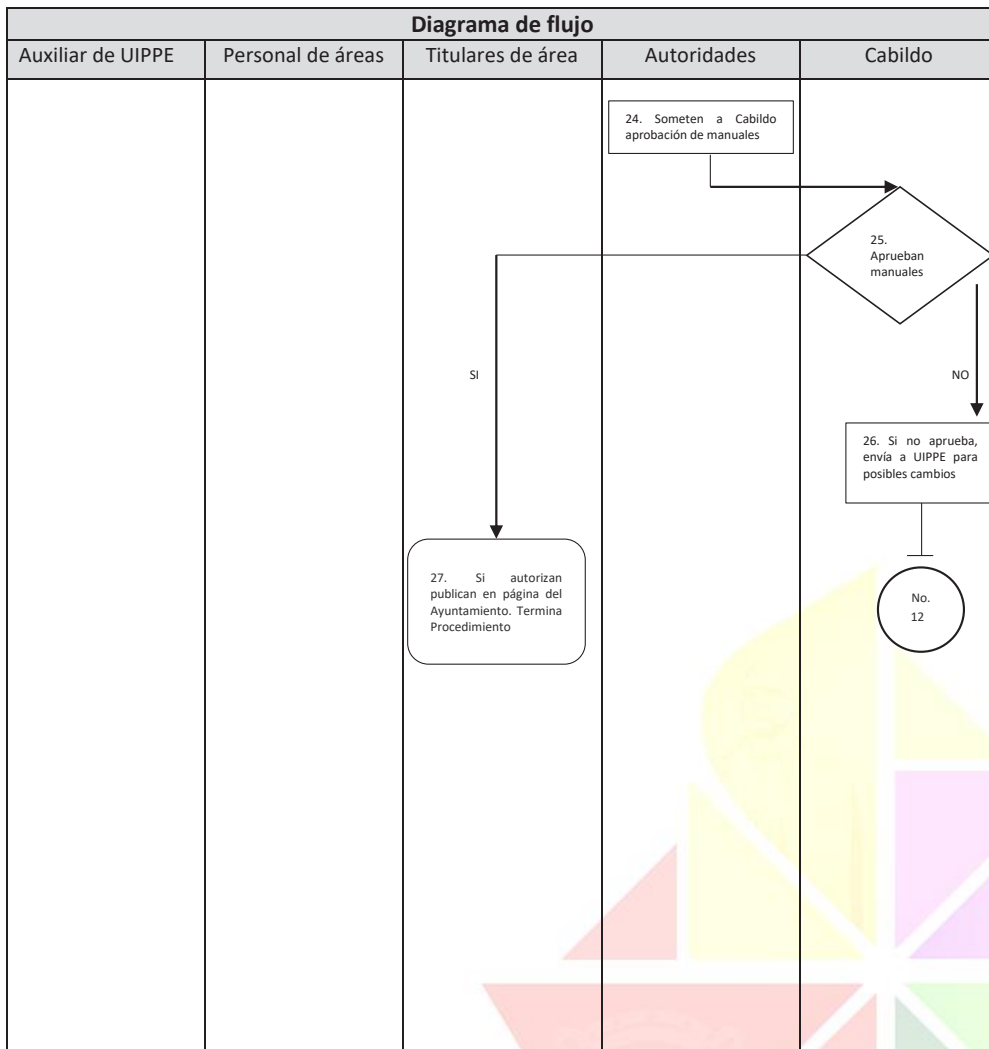 Diagrama de flujo
Auxiliar de UIPPE
Personal de áreas
Titulares de área
Autoridades
Cabildo
24. Someten a Cabildo
aprobación de manuales
25.
Aprueban
manuales
SI
NO
26. Si no aprueba,
envía a UIPPE para
posibles cambios
27. Si autorizan
publican en página del
Ayuntamiento. Termina
Procedimiento
No.
12